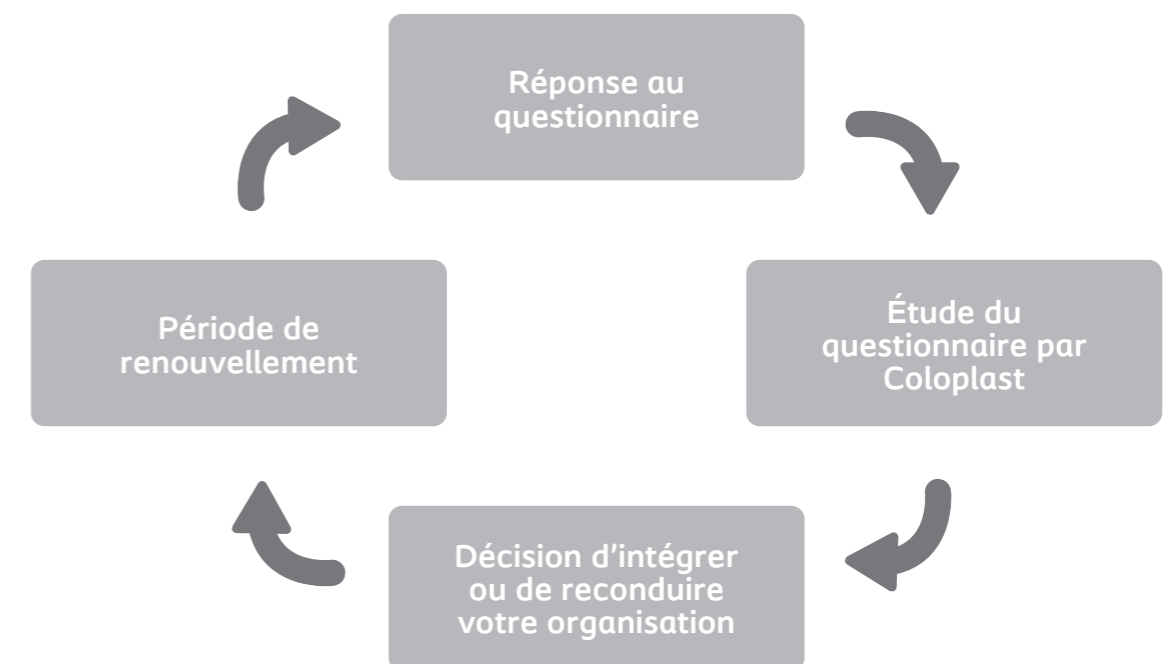 Réponse au
questionnaire
Étude du
questionnaire par
Coloplast
Décision d’intégrer
ou de reconduire
votre organisation
Période de
renouvellement